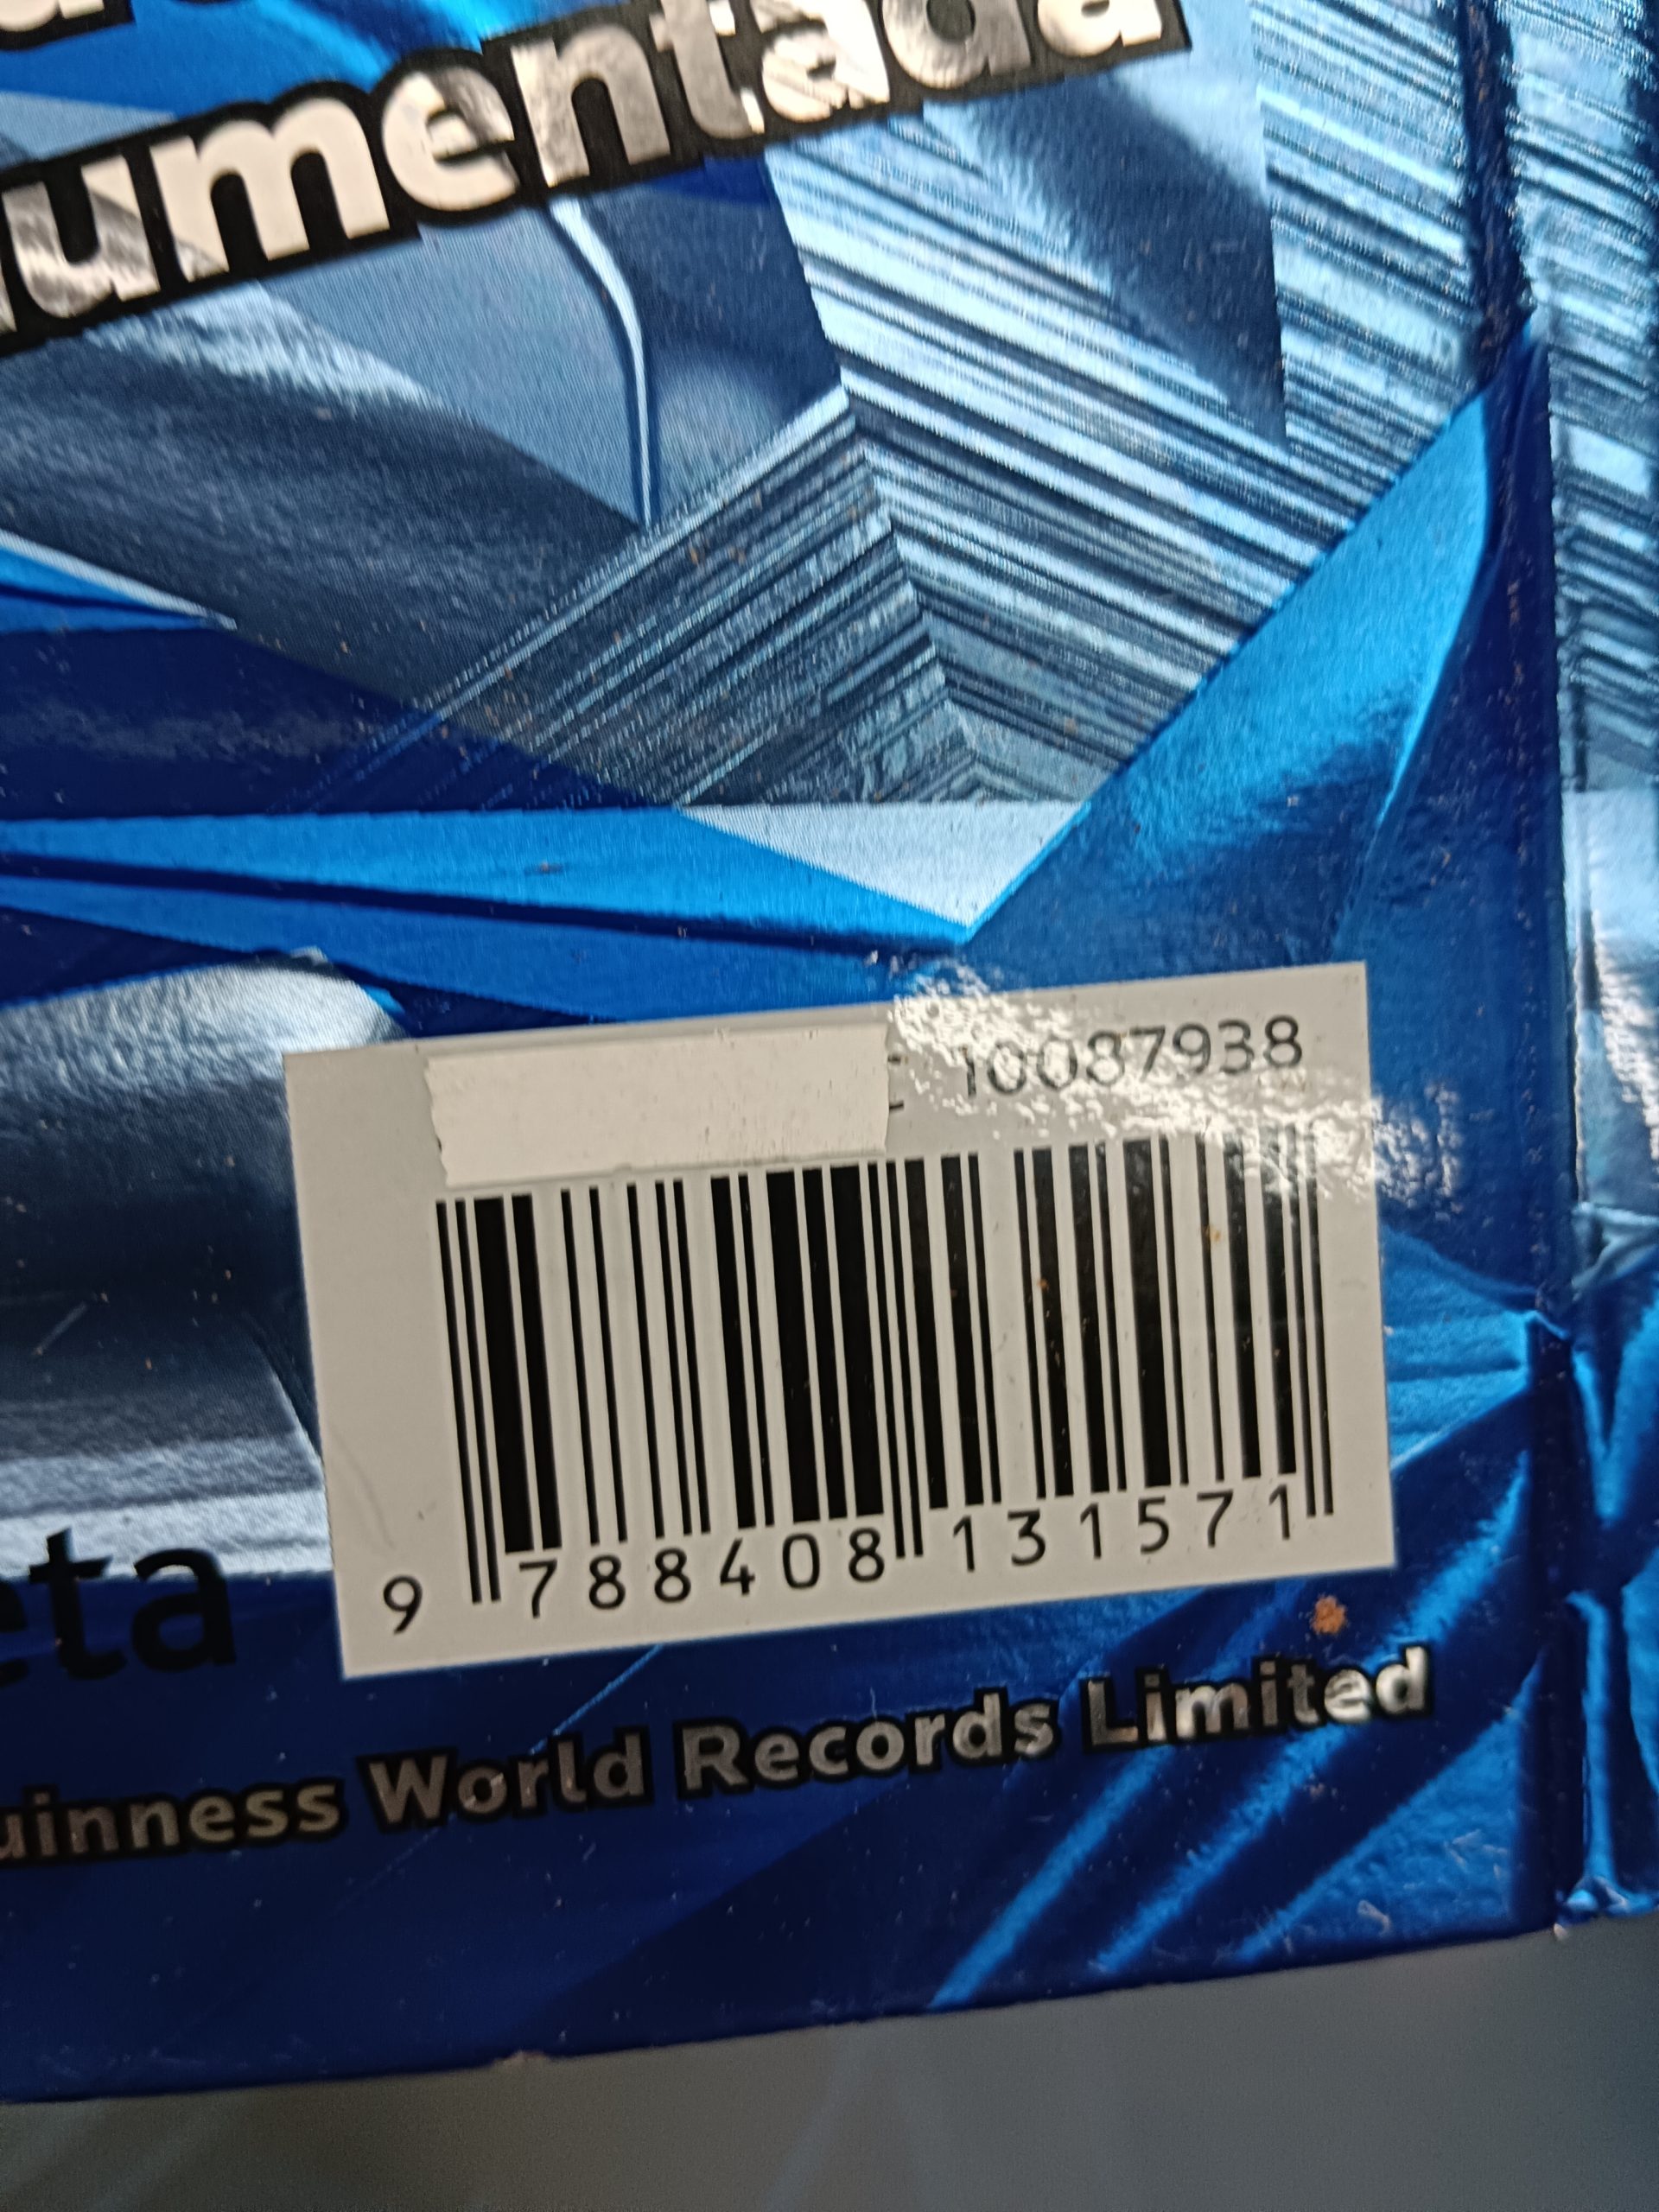 umentada
10087938
9 788408 131571
eta
uinness World Records Limited